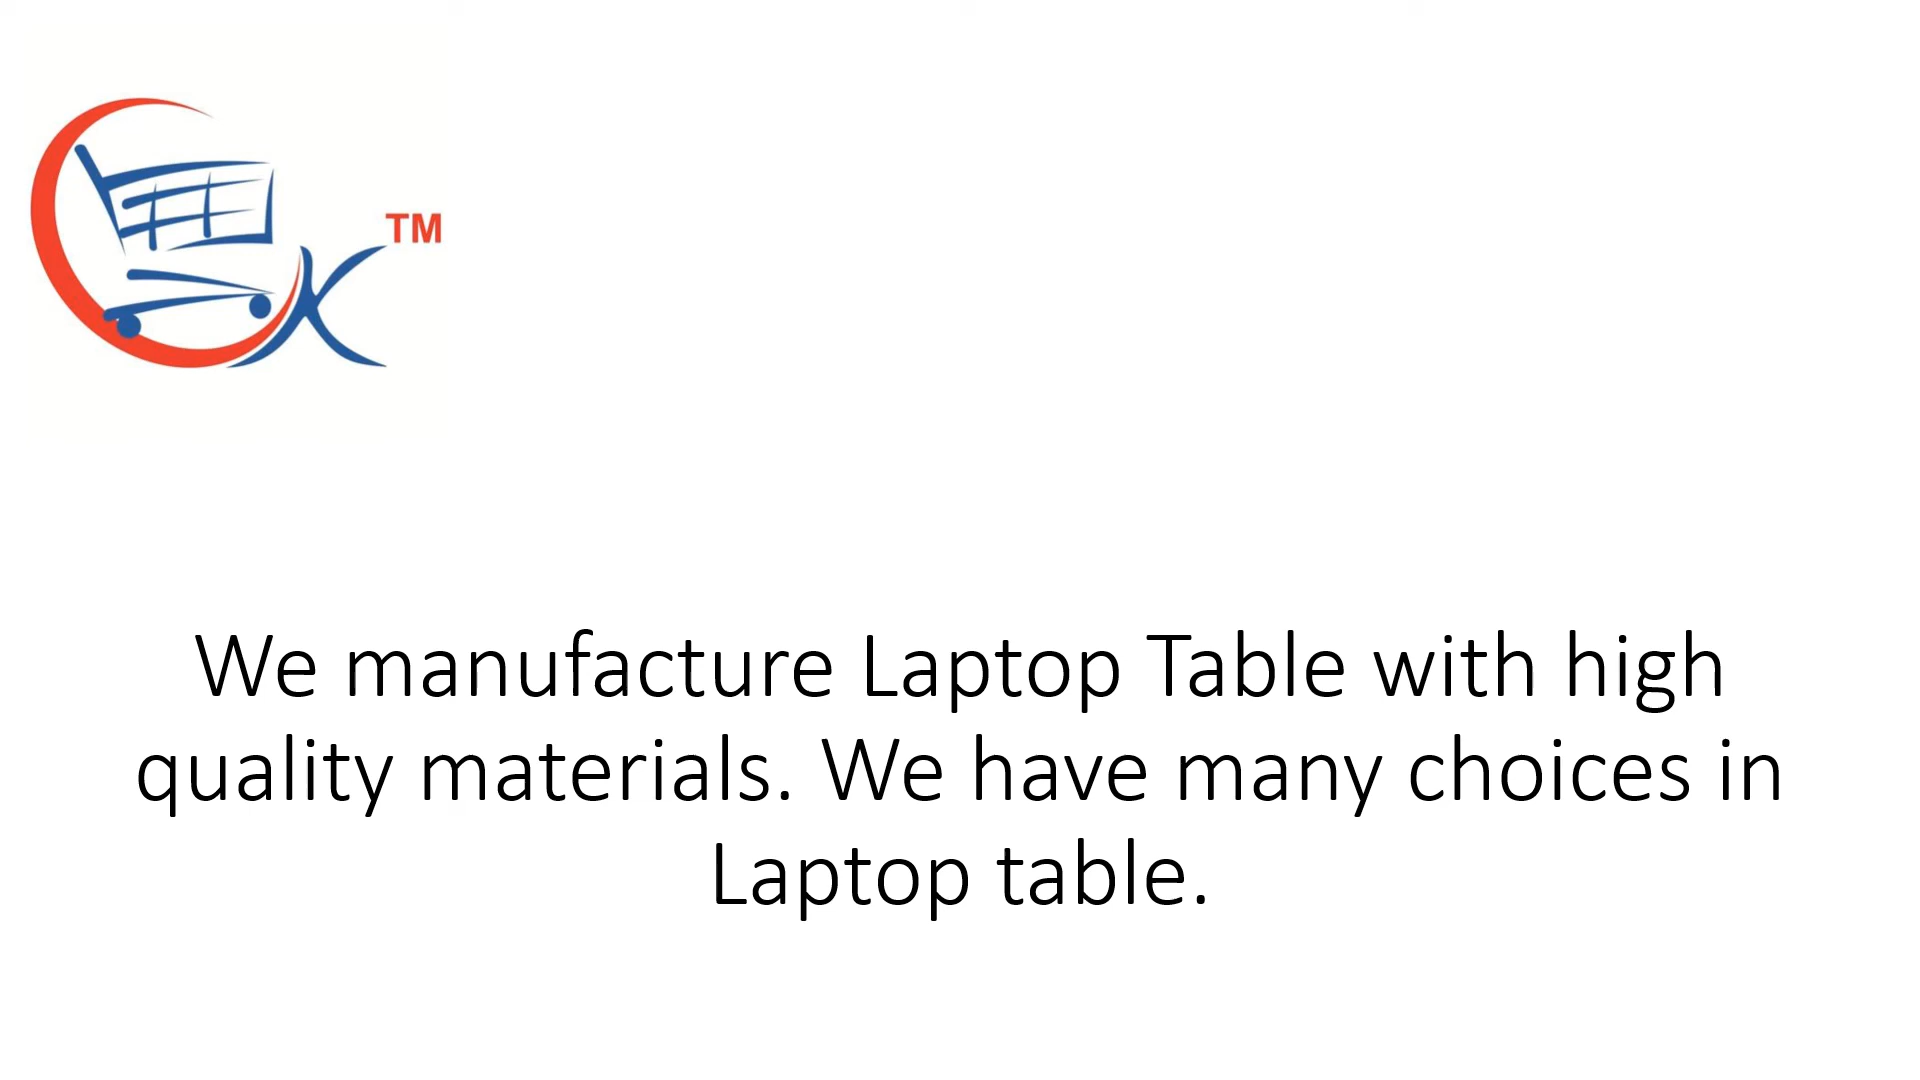 TM
We manufacture Laptop Table with high
quality materials. We have many choices in
Laptop table.